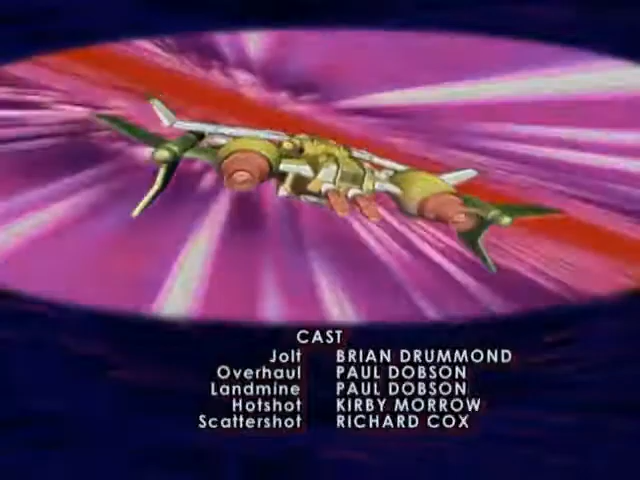 CAST
Jolt BRIAN DRUMMOND
Overhaul PAUL DOBSON
Landmine PAUL DOBSON
Hotshot KIRBY MORROW
Scattershot RICHARD COX